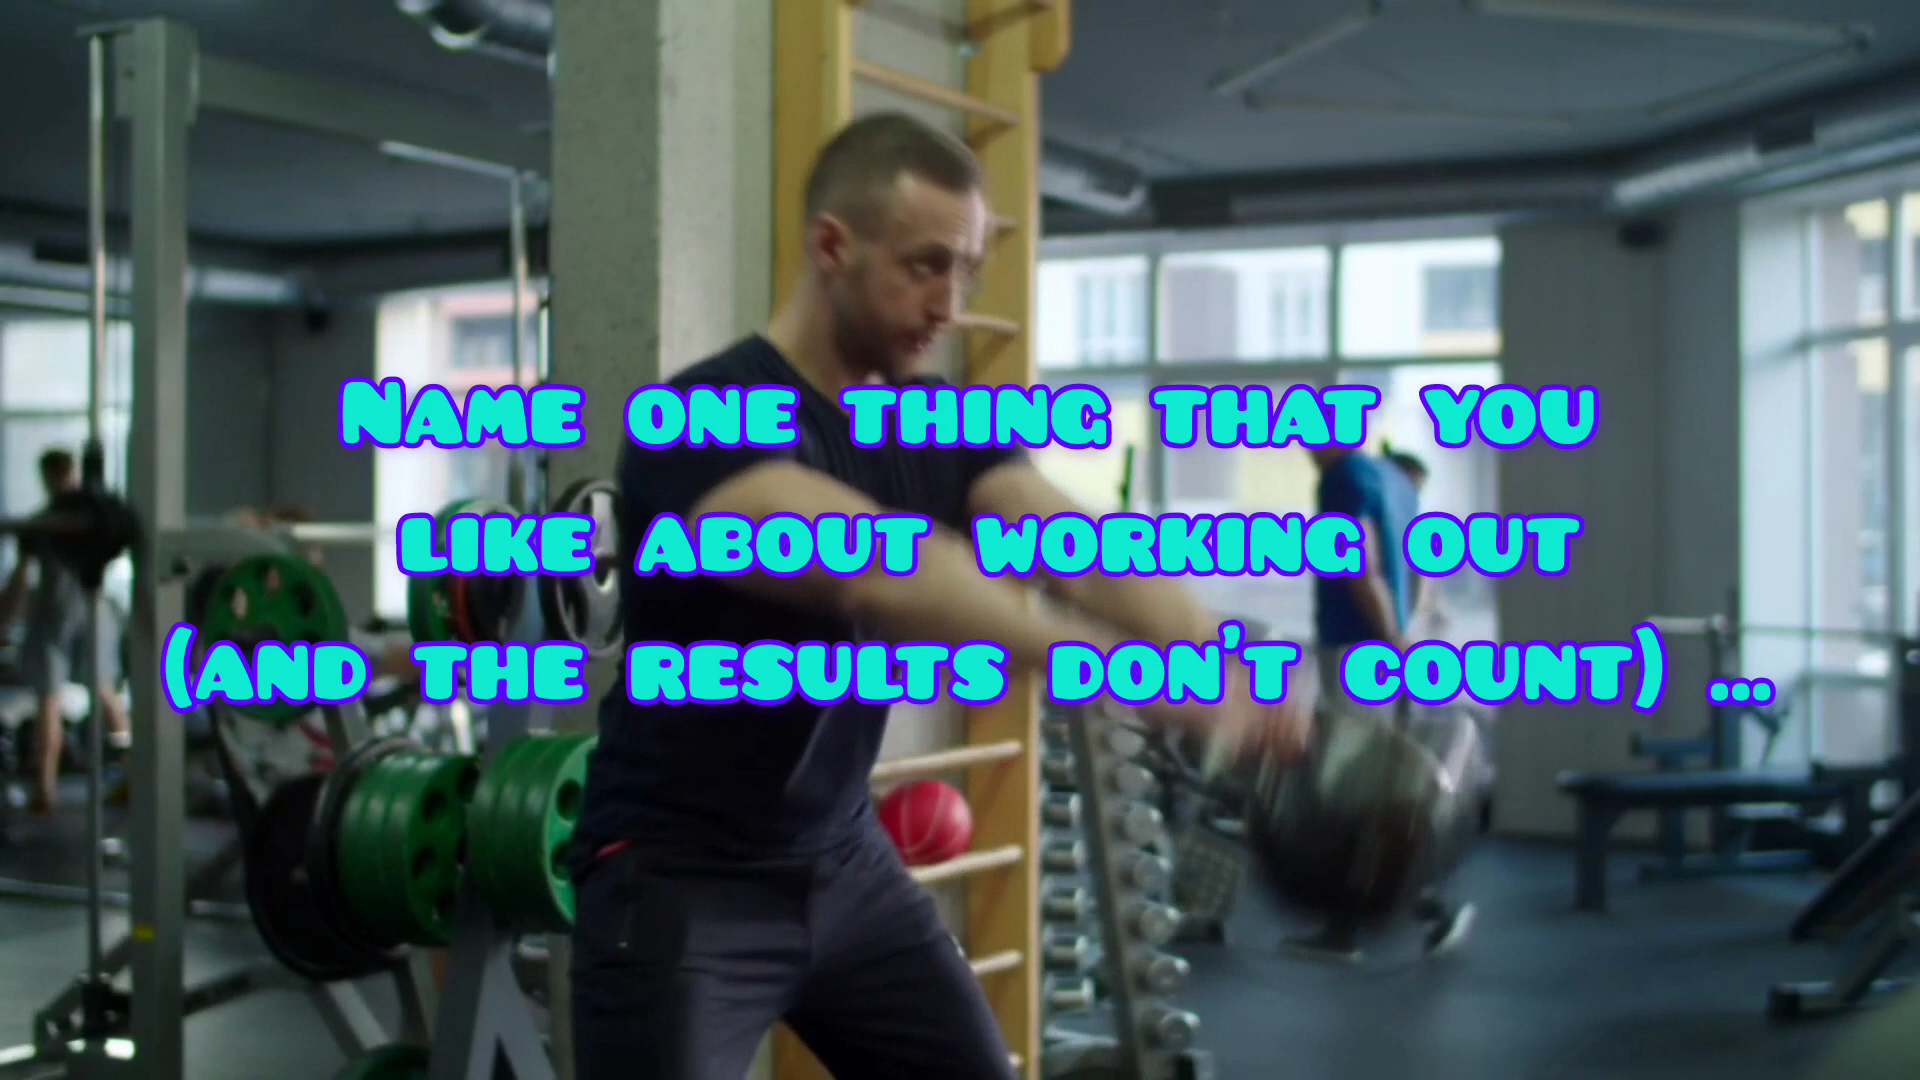 Name one thing that you
like about working out
(and the results don't count) ...